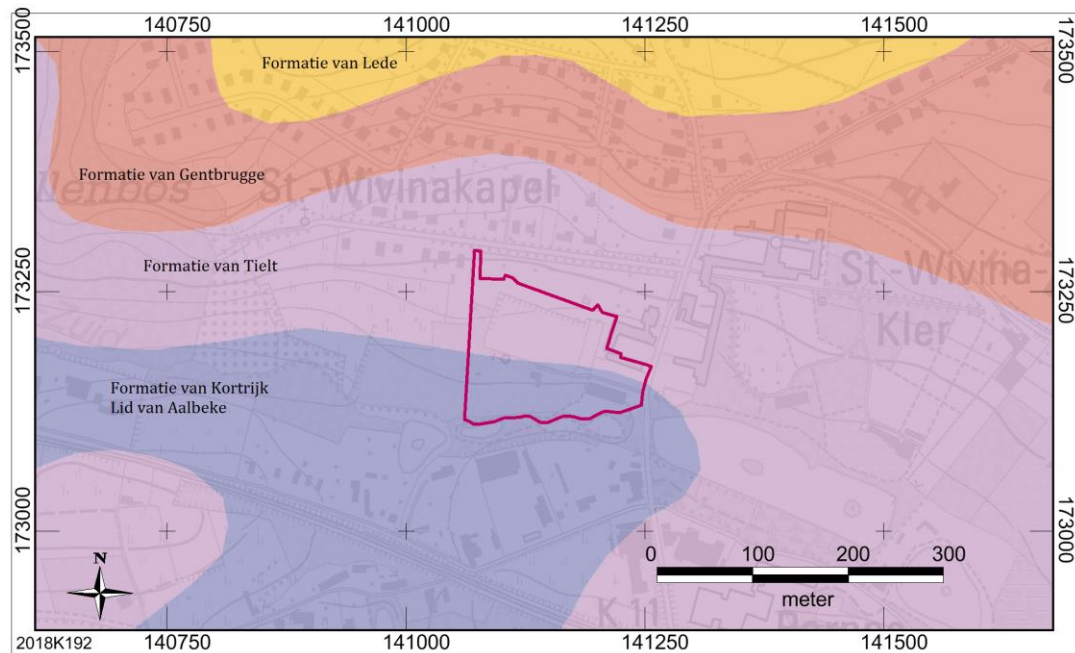 140750 141000 141250 141500
173500 173500
Formatie van Lede
Formatie van Gentbrugge
St.-Wivinakapel
Formatie van Tielt
173250 173250
St.-Wivina-
Kler
Zuid
Formatie van Kortrijk
Lid van Aalbeke
173000 173000
N
0 100 200 300
meter
K 11
2018K192
140750 141000 141250 141500